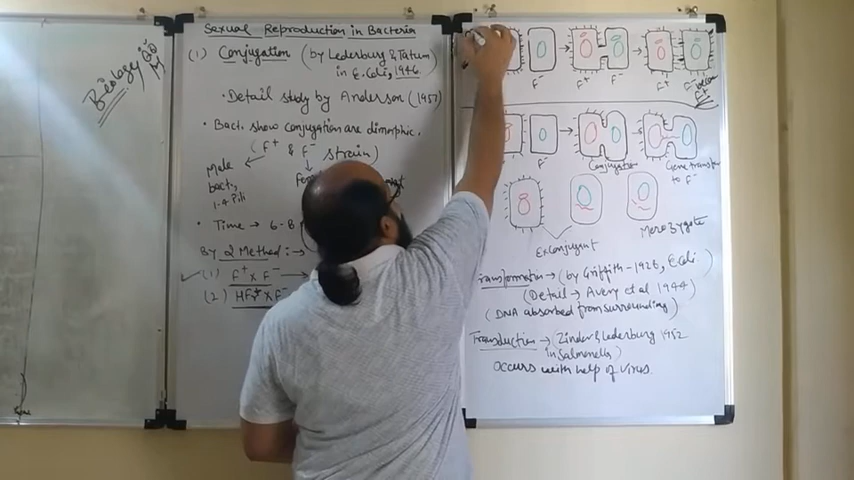 Biology by
Sexual Reproduction in Bacteria
(1) Conjugation (by Lederburg & Tatum)
in E.Coli, 1946.
• Detail study by Anderson (1957)
• Bact. show conjugation are dimorphic.
(F+ & F- strain)
Male
bact.,
1-4 Pili
• Time → 6-8
By 2 Method:→
(1) F+ x F- →
(2) HFr x F-
F-
F+ F-
F+ F-
F+
F-
Conjugation
Gene transfer
to F-
Exconjugant
Merozygote
Transformation → (by Griffith-1928, E.Coli)
(Detail → Avery et al 1944)
(DNA absorbed from surrounding)
Transduction → (Zinder & Lederburg 1952
in Salmonella)
Occurs with help of virus.